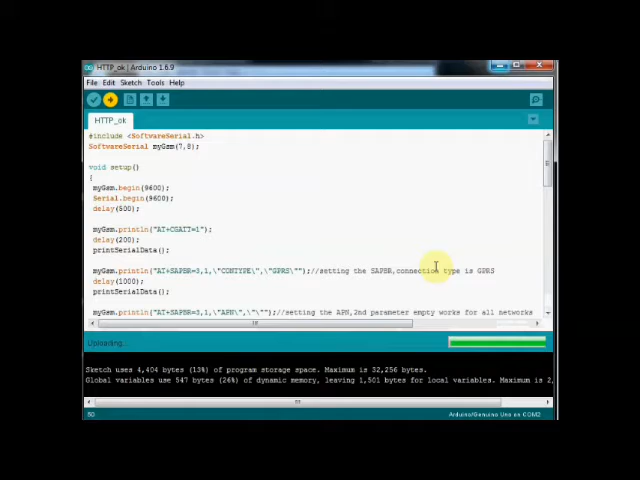 HTTP_ok | Arduino 1.6.9
File Edit Sketch Tools Help
HTTP_ok
#include <SoftwareSerial.h>
SoftwareSerial myGsm(7,8);
void setup()
{
myGsm.begin(9600);
Serial.begin(9600);
delay(500);
myGsm.println("AT+CGATT=1");
delay(200);
printSerialData();
myGsm.println("AT+SAPBR=3,1,\"CONTYPE\",\"GPRS\"");//setting the SAPBR,connection type is GPRS
delay(1000);
printSerialData();
myGsm.println("AT+SAPBR=3,1,\"APN\",\"\"");//setting the APN,2nd parameter empty works for all networks
Uploading...
Sketch uses 4,404 bytes (13%) of program storage space. Maximum is 32,256 bytes.
Global variables use 547 bytes (26%) of dynamic memory, leaving 1,501 bytes for local variables. Maximum is 2,
50
Arduino/Genuino Uno on COM2